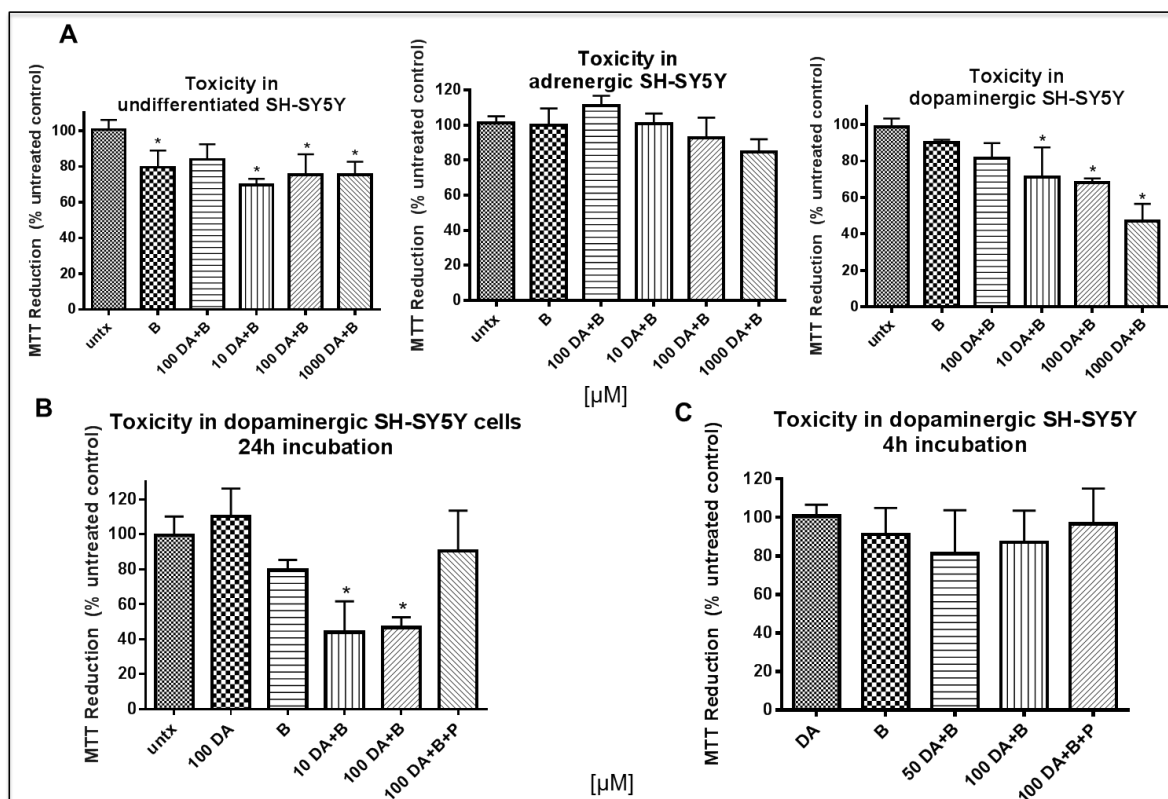 A
Toxicity in
undifferentiated SH-SY5Y
MTT Reduction (% untreated control)
100
80
60
40
20
0
untx
B
100 DA+B
10 DA+B
100 DA+B
1000 DA+B
*
*
*
*
Toxicity in
adrenergic SH-SY5Y
MTT Reduction (% untreated control)
120
100
80
60
40
20
0
untx
B
100 DA+B
10 DA+B
100 DA+B
1000 DA+B
Toxicity in
dopaminergic SH-SY5Y
MTT Reduction (% untreated control)
100
80
60
40
20
0
untx
B
100 DA+B
10 DA+B
100 DA+B
1000 DA+B
*
*
*
[µM]
B
Toxicity in dopaminergic SH-SY5Y cells
24h incubation
MTT Reduction (% untreated control)
120
100
80
60
40
20
0
untx
100 DA
B
10 DA+B
100 DA+B
100 DA+B+P
*
*
C
Toxicity in dopaminergic SH-SY5Y
4h incubation
MTT Reduction (% untreated control)
120
100
80
60
40
20
0
DA
B
50 DA+B
100 DA+B
100 DA+B+P
[µM]